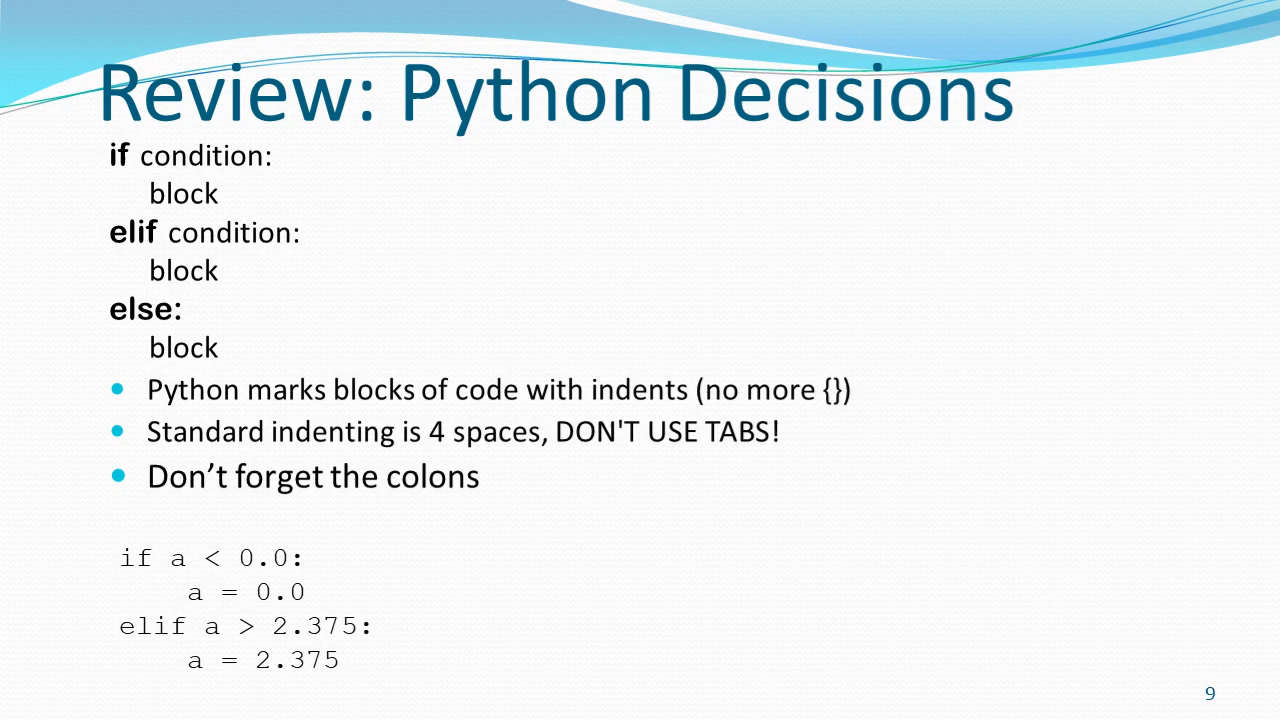 Review: Python Decisions
if condition:
block
elif condition:
block
else:
block
Python marks blocks of code with indents (no more {})
Standard indenting is 4 spaces, DON'T USE TABS!
Don’t forget the colons
if a < 0.0:
    a = 0.0
elif a > 2.375:
    a = 2.375
9